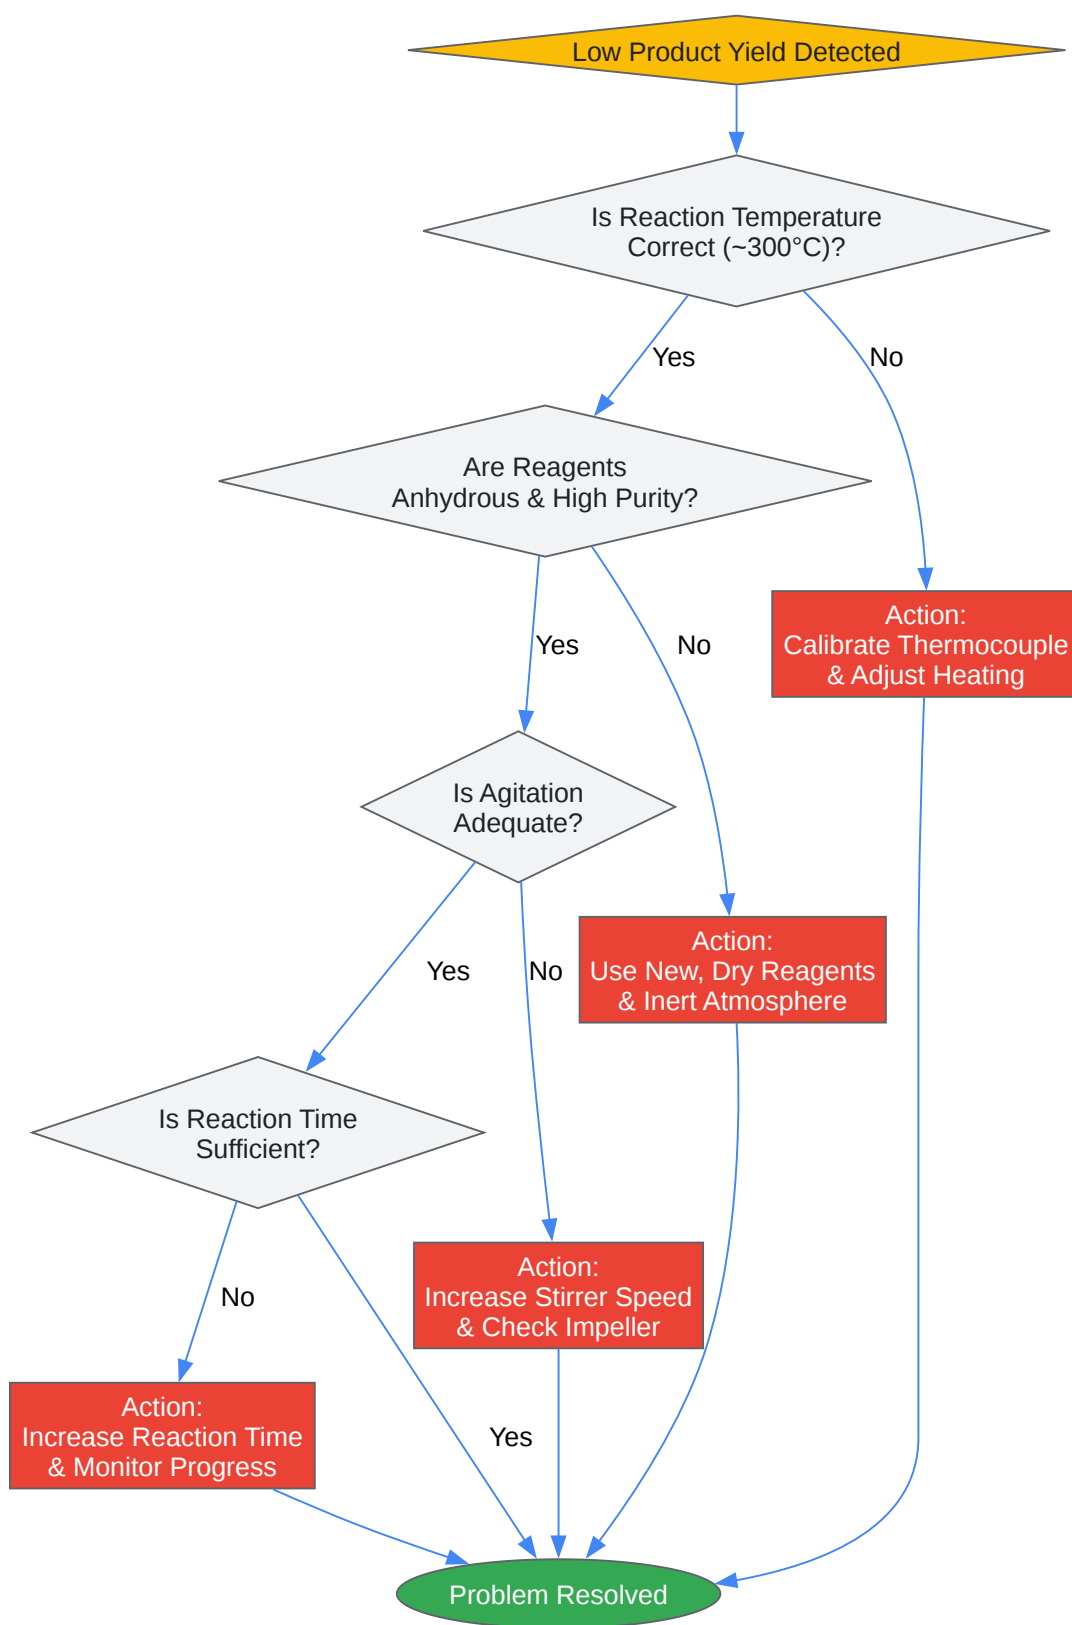 Low Product Yield Detected
Is Reaction Temperature
Correct (~300°C)?
Yes
No
Are Reagents
Anhydrous & High Purity?
Yes
No
Action:
Calibrate Thermocouple
& Adjust Heating
Is Agitation
Adequate?
Yes
No
Action:
Use New, Dry Reagents
& Inert Atmosphere
Is Reaction Time
Sufficient?
No
Yes
Action:
Increase Stirrer Speed
& Check Impeller
Action:
Increase Reaction Time
& Monitor Progress
Problem Resolved